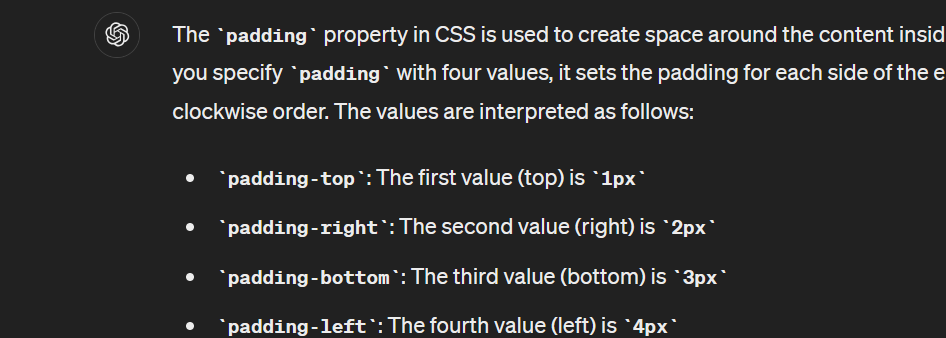 The `padding` property in CSS is used to create space around the content insid
you specify `padding` with four values, it sets the padding for each side of the e
clockwise order. The values are interpreted as follows:
• `padding-top`: The first value (top) is `1px`
• `padding-right`: The second value (right) is `2px`
• `padding-bottom`: The third value (bottom) is `3px`
• `padding-left`: The fourth value (left) is `4px`